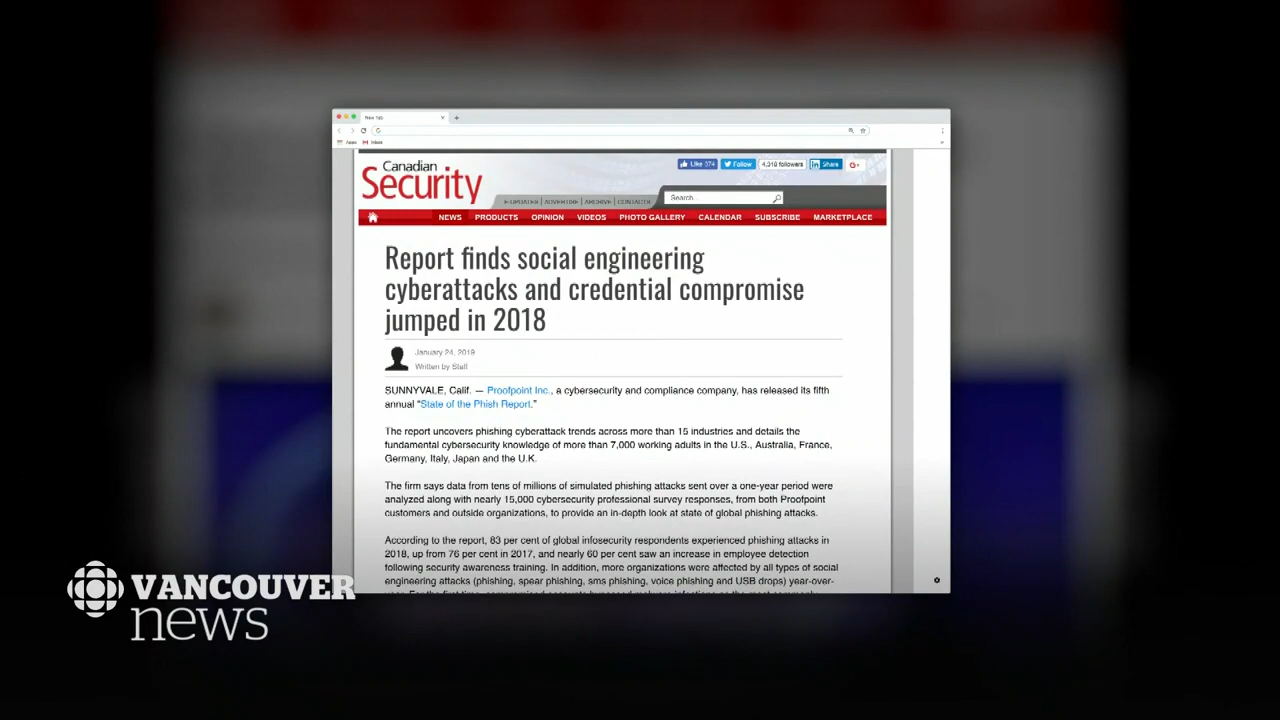 New Tab
Apps
Inbox
Canadian
Security
Like 374
Follow
4,318 followers
Share
G+
E-UPDATES | ADVERTISE | ARCHIVE | CONTACTS
Search...
NEWS PRODUCTS OPINION VIDEOS PHOTO GALLERY CALENDAR SUBSCRIBE MARKETPLACE
Report finds social engineering
cyberattacks and credential compromise
jumped in 2018
January 24, 2019
Written by Staff
SUNNYVALE, Calif. — Proofpoint Inc., a cybersecurity and compliance company, has released its fifth
annual “State of the Phish Report.”
The report uncovers phishing cyberattack trends across more than 15 industries and details the
fundamental cybersecurity knowledge of more than 7,000 working adults in the U.S., Australia, France,
Germany, Italy, Japan and the U.K.
The firm says data from tens of millions of simulated phishing attacks sent over a one-year period were
analyzed along with nearly 15,000 cybersecurity professional survey responses, from both Proofpoint
customers and outside organizations, to provide an in-depth look at state of global phishing attacks.
According to the report, 83 per cent of global infosecurity respondents experienced phishing attacks in
2018, up from 76 per cent in 2017, and nearly 60 per cent saw an increase in employee detection
following security awareness training. In addition, more organizations were affected by all types of social
engineering attacks (phishing, spear phishing, sms phishing, voice phishing and USB drops) year-over-
VANCOUVER
news